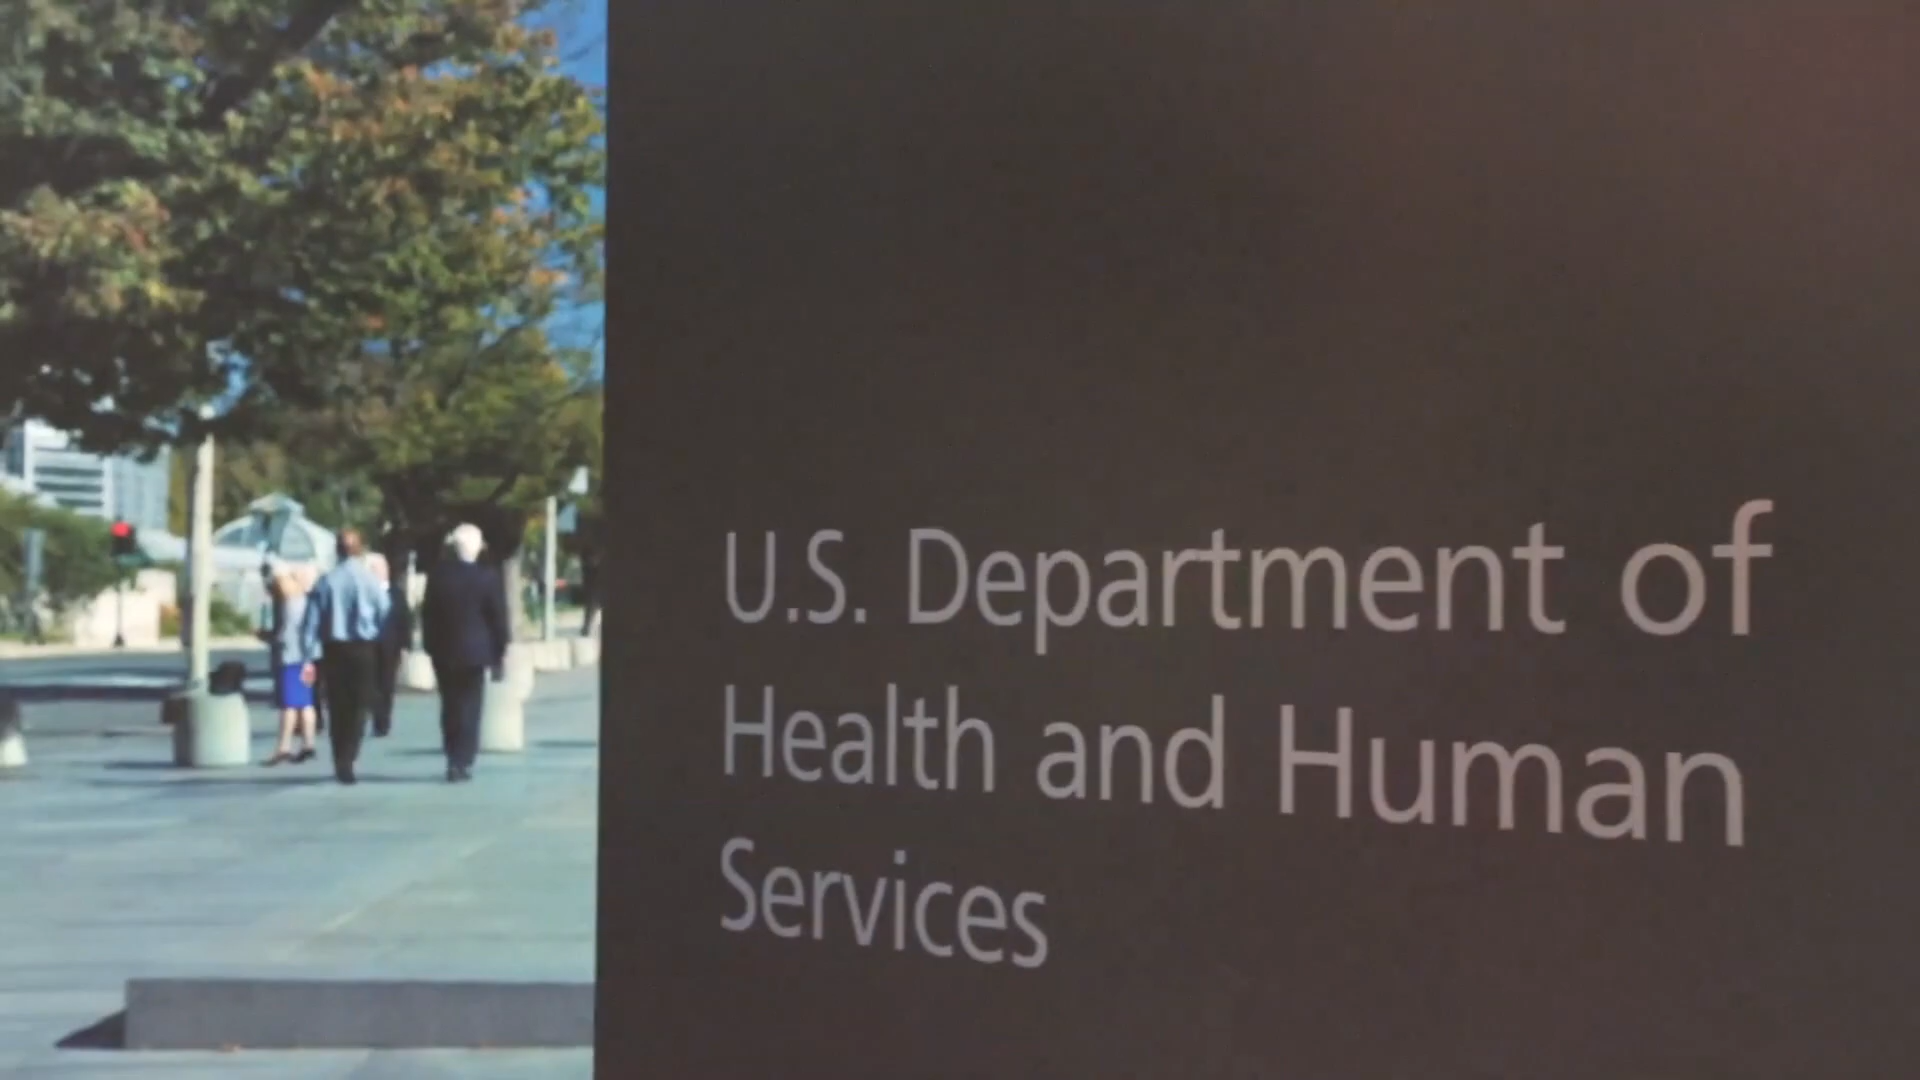 U.S. Department of
Health and Human
Services